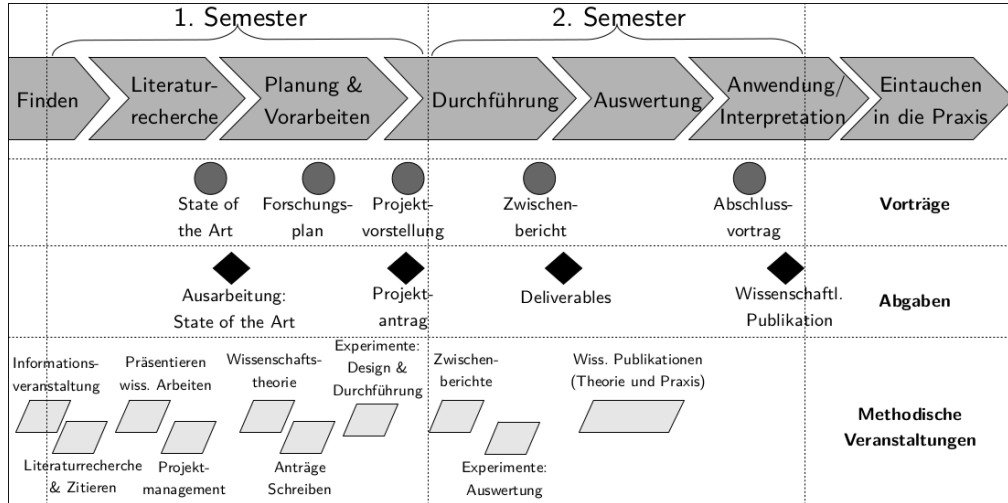 1. Semester
2. Semester
Finden
Literatur-
recherche
Planung &
Vorarbeiten
Durchführung
Auswertung
Anwendung/
Interpretation
Eintauchen
in die Praxis
State of
the Art
Forschungs-
plan
Projekt-
vorstellung
Zwischen-
bericht
Abschluss-
vortrag
Vorträge
Ausarbeitung:
State of the Art
Projekt-
antrag
Deliverables
Wissenschaftl.
Publikation
Abgaben
Informations-
veranstaltung
Präsentieren
wiss. Arbeiten
Wissenschafts-
theorie
Experimente:
Design &
Durchführung
Zwischen-
berichte
Wiss. Publikationen
(Theorie und Praxis)
Literaturrecherche
& Zitieren
Projekt-
management
Anträge
Schreiben
Experimente:
Auswertung
Methodische
Veranstaltungen